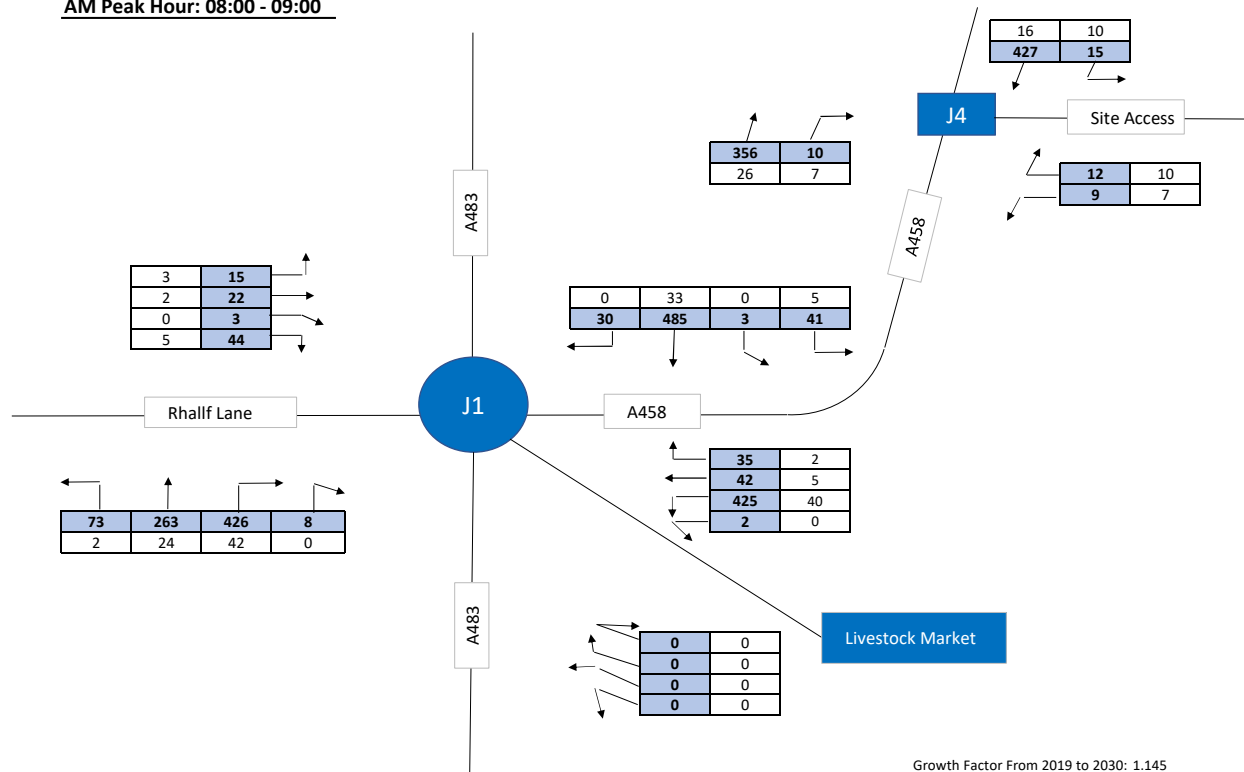 AM Peak Hour: 08:00 - 09:00
16 10
427 15
J4
Site Access
356 10
26 7
12 10
9 7
A483
A458
3 15
2 22
0 3
5 44
0 33 0 5
30 485 3 41
J1
Rhallf Lane
A458
35 2
42 5
425 40
2 0
73 263 426 8
2 24 42 0
A483
Livestock Market
0 0
0 0
0 0
0 0
Growth Factor From 2019 to 2030: 1.145